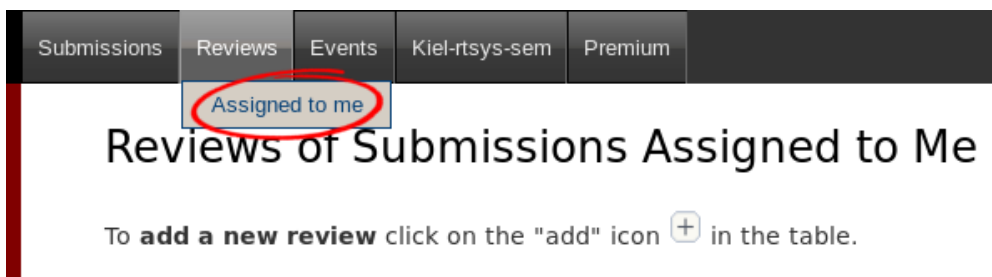 Submissions Reviews Events Kiel-rtsys-sem Premium
Assigned to me
Reviews of Submissions Assigned to Me
To add a new review click on the "add" icon + in the table.